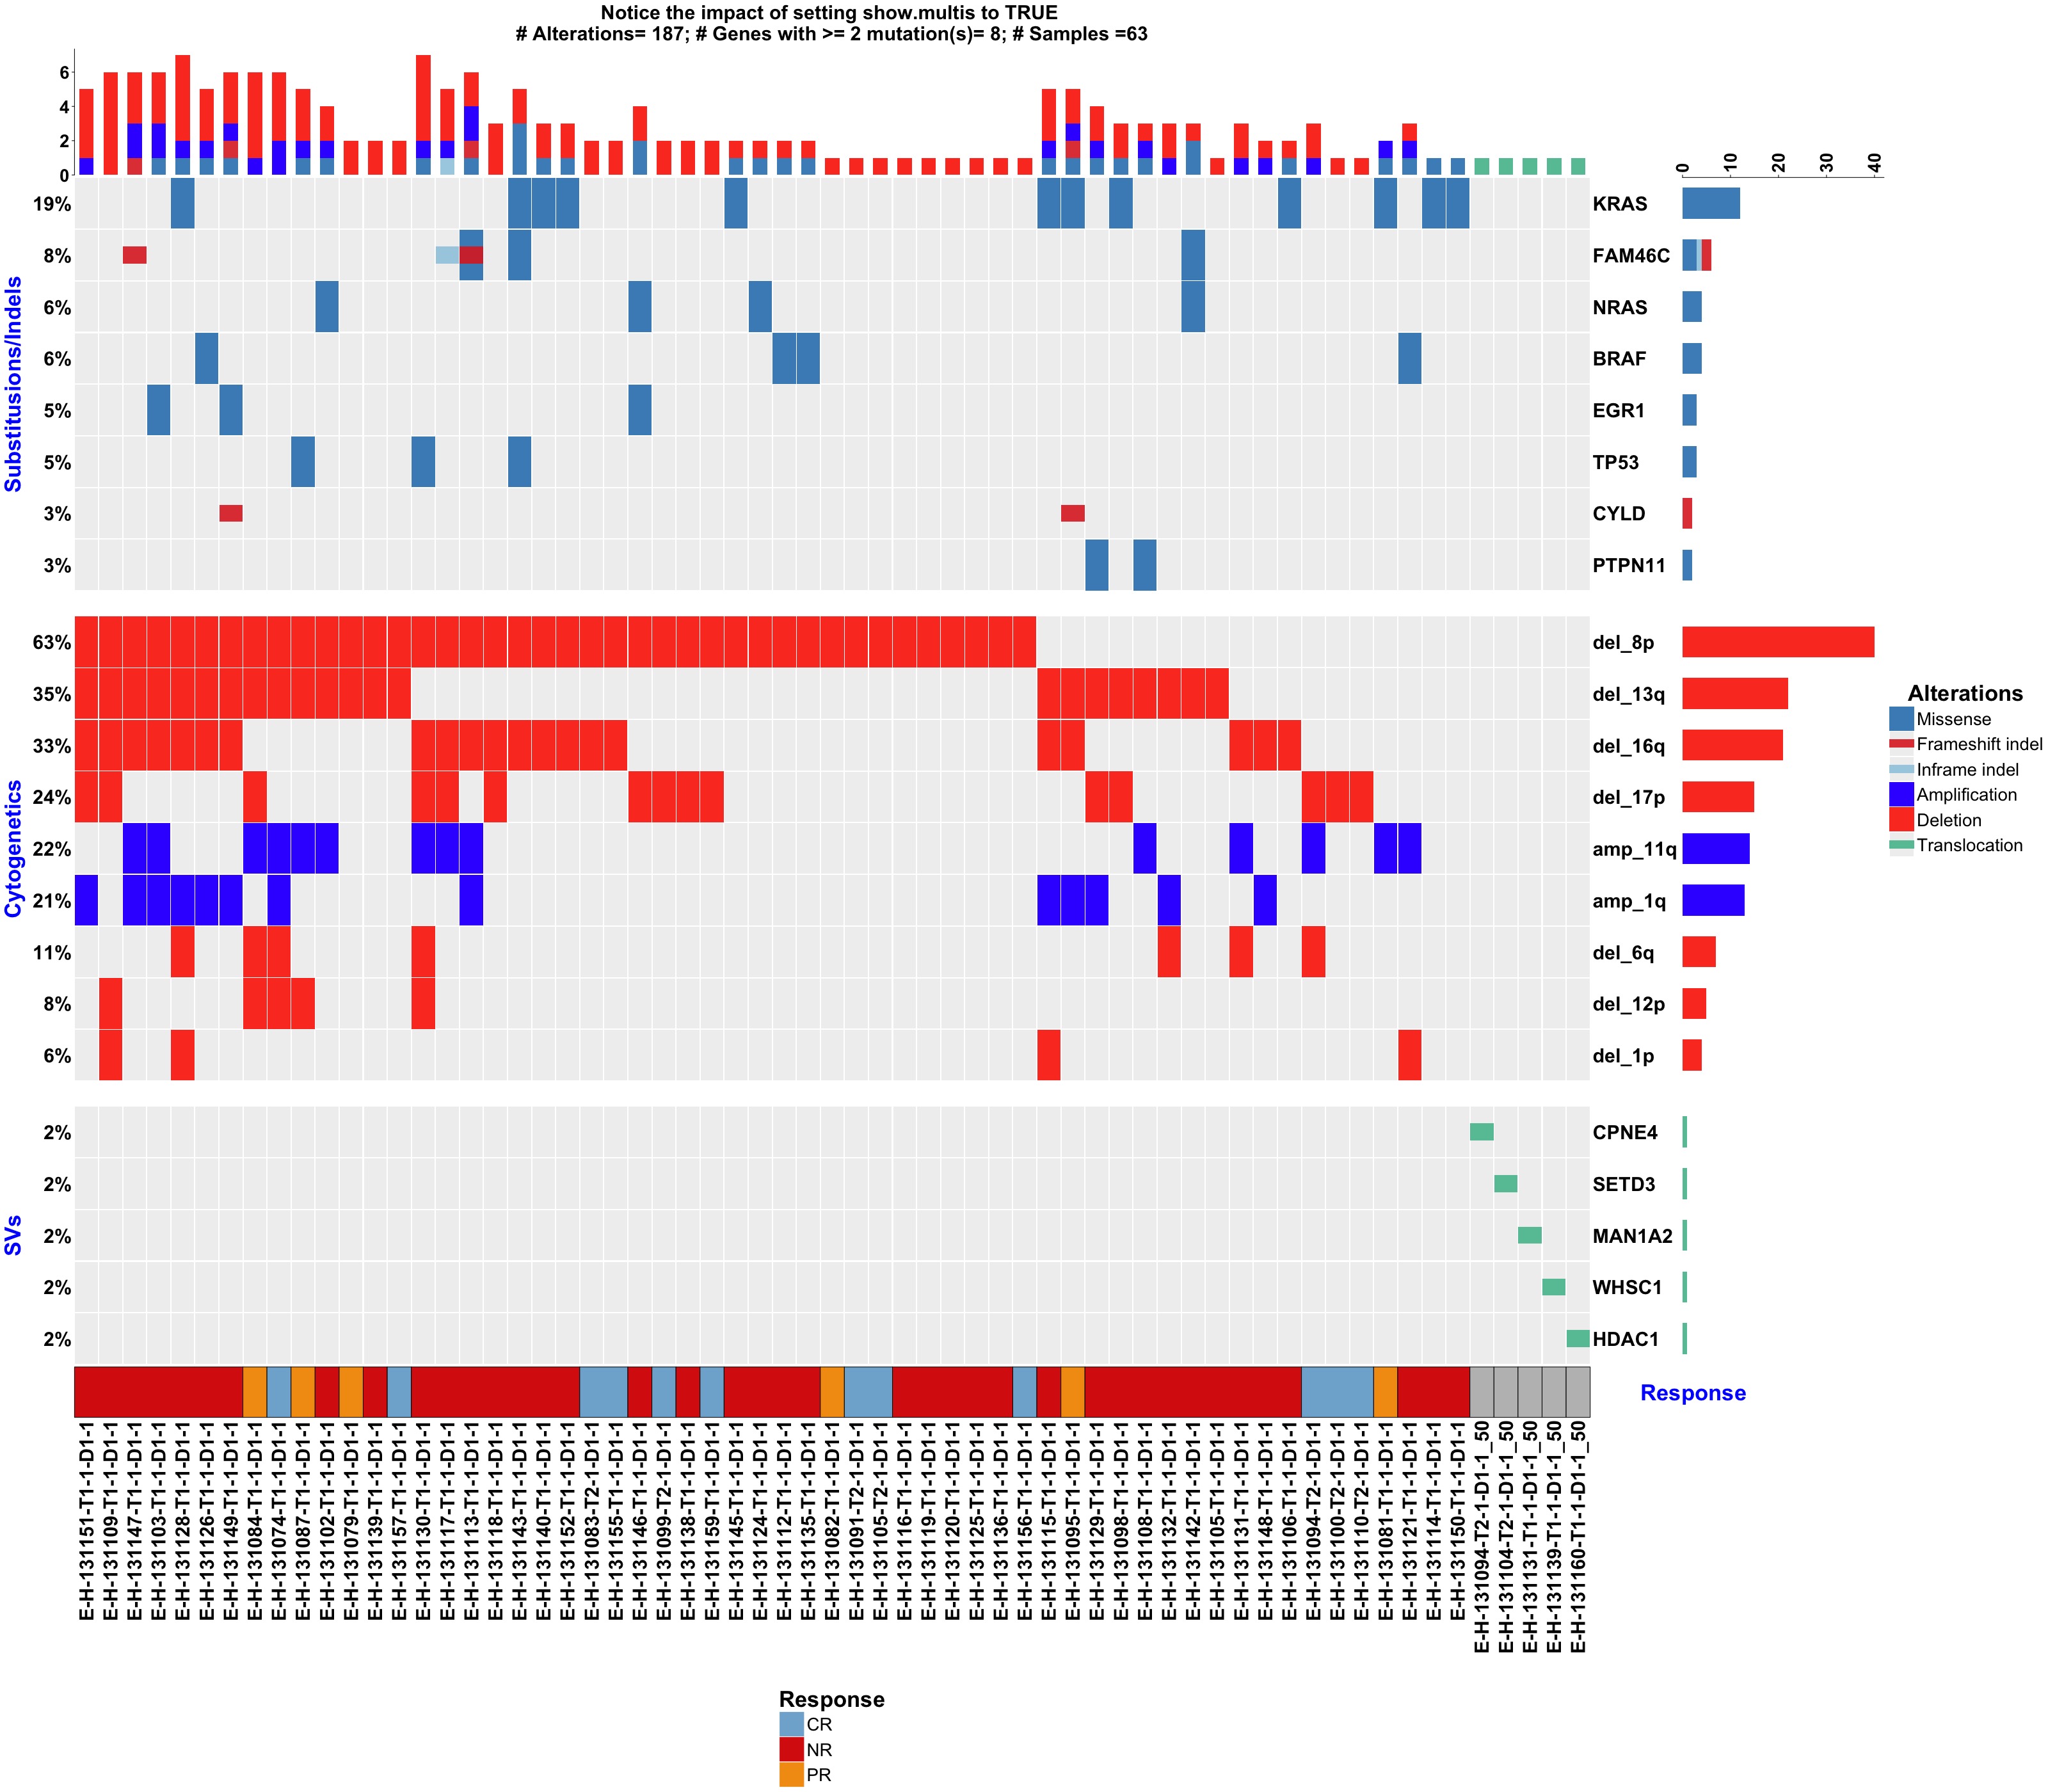 Notice the impact of setting show.multis to TRUE
# Alterations= 187; # Genes with >= 2 mutation(s)= 8; # Samples =63
6
4
2
0
0
10
20
30
40
Substitusions/Indels
19% KRAS
8% FAM46C
6% NRAS
6% BRAF
5% EGR1
5% TP53
3% CYLD
3% PTPN11
Cytogenetics
63% del_8p
35% del_13q
33% del_16q
24% del_17p
22% amp_11q
21% amp_1q
11% del_6q
8% del_12p
6% del_1p
Alterations
Missense
Frameshift indel
Inframe indel
Amplification
Deletion
Translocation
SVs
2% CPNE4
2% SETD3
2% MAN1A2
2% WHSC1
2% HDAC1
Response
E-H-131151-T1-1-D1-1
E-H-131109-T1-1-D1-1
E-H-131147-T1-1-D1-1
E-H-131103-T1-1-D1-1
E-H-131128-T1-1-D1-1
E-H-131126-T1-1-D1-1
E-H-131149-T1-1-D1-1
E-H-131084-T1-1-D1-1
E-H-131074-T1-1-D1-1
E-H-131087-T1-1-D1-1
E-H-131102-T1-1-D1-1
E-H-131079-T1-1-D1-1
E-H-131139-T1-1-D1-1
E-H-131157-T1-1-D1-1
E-H-131130-T1-1-D1-1
E-H-131117-T1-1-D1-1
E-H-131113-T1-1-D1-1
E-H-131118-T1-1-D1-1
E-H-131143-T1-1-D1-1
E-H-131140-T1-1-D1-1
E-H-131152-T1-1-D1-1
E-H-131083-T2-1-D1-1
E-H-131155-T1-1-D1-1
E-H-131146-T1-1-D1-1
E-H-131099-T2-1-D1-1
E-H-131138-T1-1-D1-1
E-H-131159-T1-1-D1-1
E-H-131145-T1-1-D1-1
E-H-131124-T1-1-D1-1
E-H-131112-T1-1-D1-1
E-H-131135-T1-1-D1-1
E-H-131082-T1-1-D1-1
E-H-131091-T2-1-D1-1
E-H-131105-T2-1-D1-1
E-H-131116-T1-1-D1-1
E-H-131119-T1-1-D1-1
E-H-131120-T1-1-D1-1
E-H-131125-T1-1-D1-1
E-H-131136-T1-1-D1-1
E-H-131156-T1-1-D1-1
E-H-131115-T1-1-D1-1
E-H-131095-T1-1-D1-1
E-H-131129-T1-1-D1-1
E-H-131098-T1-1-D1-1
E-H-131108-T1-1-D1-1
E-H-131132-T1-1-D1-1
E-H-131142-T1-1-D1-1
E-H-131105-T1-1-D1-1
E-H-131131-T1-1-D1-1
E-H-131148-T1-1-D1-1
E-H-131106-T1-1-D1-1
E-H-131094-T2-1-D1-1
E-H-131100-T2-1-D1-1
E-H-131110-T2-1-D1-1
E-H-131081-T1-1-D1-1
E-H-131121-T1-1-D1-1
E-H-131114-T1-1-D1-1
E-H-131150-T1-1-D1-1
E-H-131094-T2-1-D1-1_50
E-H-131104-T2-1-D1-1_50
E-H-131131-T1-1-D1-1_50
E-H-131139-T1-1-D1-1_50
E-H-131160-T1-1-D1-1_50
Response
CR
NR
PR